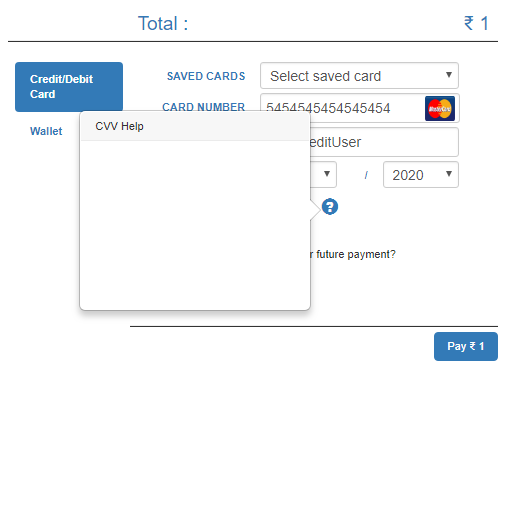 Total : ₹ 1
Credit/Debit
Card
SAVED CARDS Select saved card
CARD NUMBER 5454545454545454
Wallet
CVV Help
editUser
/ 2020
?
r future payment?
Pay ₹ 1